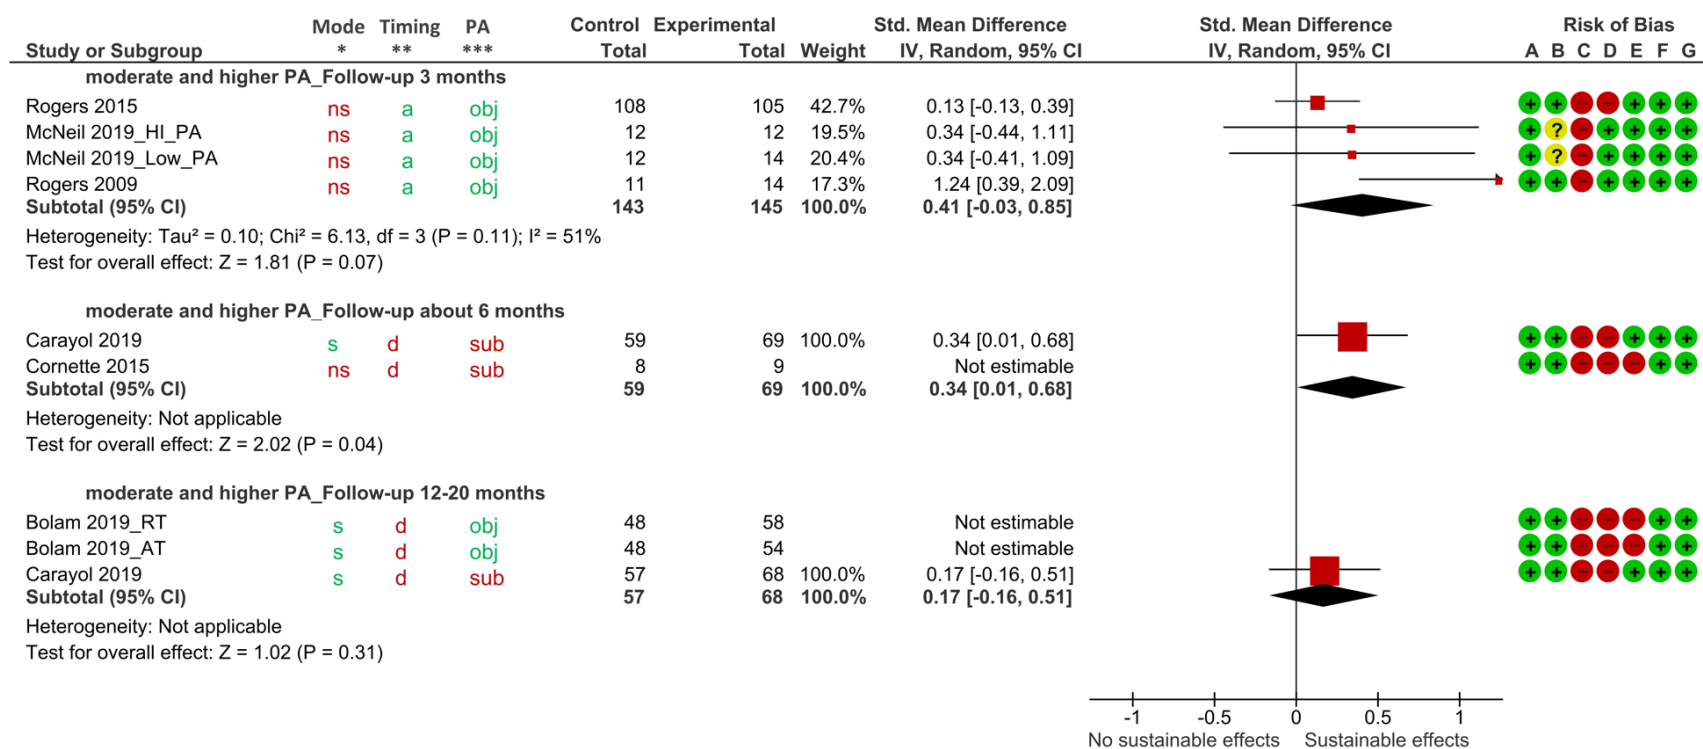 Mode Timing PA Control Experimental Std. Mean Difference Std. Mean Difference Risk of Bias
Study or Subgroup * ** *** Total Total Weight IV, Random, 95% CI IV, Random, 95% CI A B C D E F G
moderate and higher PA_Follow-up 3 months
Rogers 2015 ns a obj 108 105 42.7% 0.13 [-0.13, 0.39] + + − − + + +
McNeil 2019_HI_PA ns a obj 12 12 19.5% 0.34 [-0.44, 1.11] + ? − + + + +
McNeil 2019_Low_PA ns a obj 12 14 20.4% 0.34 [-0.41, 1.09] + ? − + + + +
Rogers 2009 ns a obj 11 14 17.3% 1.24 [0.39, 2.09] + + − + + + +
Subtotal (95% CI) 143 145 100.0% 0.41 [-0.03, 0.85]
Heterogeneity: Tau² = 0.10; Chi² = 6.13, df = 3 (P = 0.11); I² = 51%
Test for overall effect: Z = 1.81 (P = 0.07)
moderate and higher PA_Follow-up about 6 months
Carayol 2019 s d sub 59 69 100.0% 0.34 [0.01, 0.68] + + − − + + +
Cornette 2015 ns d sub 8 9 Not estimable + + − − − + +
Subtotal (95% CI) 59 69 100.0% 0.34 [0.01, 0.68]
Heterogeneity: Not applicable
Test for overall effect: Z = 2.02 (P = 0.04)
moderate and higher PA_Follow-up 12-20 months
Bolam 2019_RT s d obj 48 58 Not estimable + + − − − + +
Bolam 2019_AT s d obj 48 54 Not estimable + + − − − + +
Carayol 2019 s d sub 57 68 100.0% 0.17 [-0.16, 0.51] + + − − + + +
Subtotal (95% CI) 57 68 100.0% 0.17 [-0.16, 0.51]
Heterogeneity: Not applicable
Test for overall effect: Z = 1.02 (P = 0.31)
-1 -0.5 0 0.5 1
No sustainable effects Sustainable effects